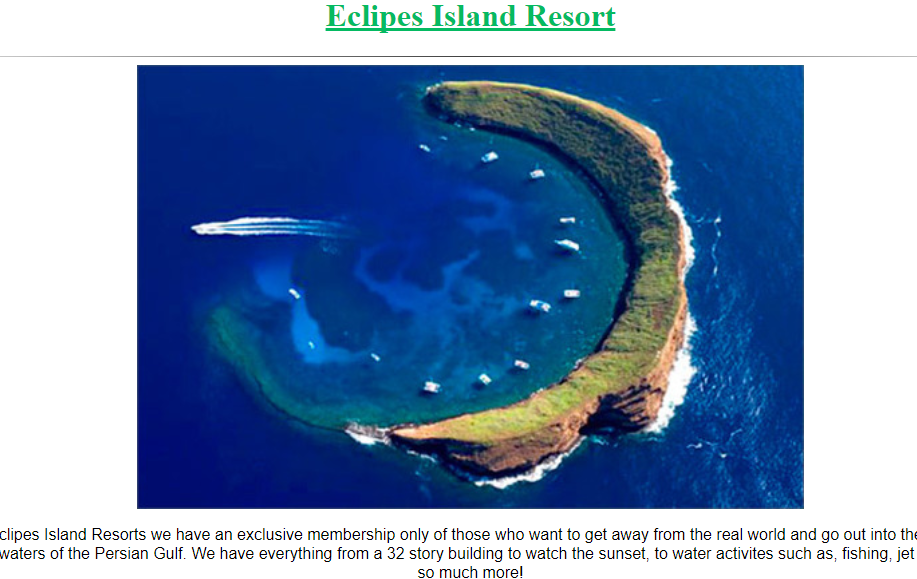 Eclipes Island Resort
clipes Island Resorts we have an exclusive membership only of those who want to get away from the real world and go out into the
waters of the Persian Gulf. We have everything from a 32 story building to watch the sunset, to water activites such as, fishing, jet
so much more!